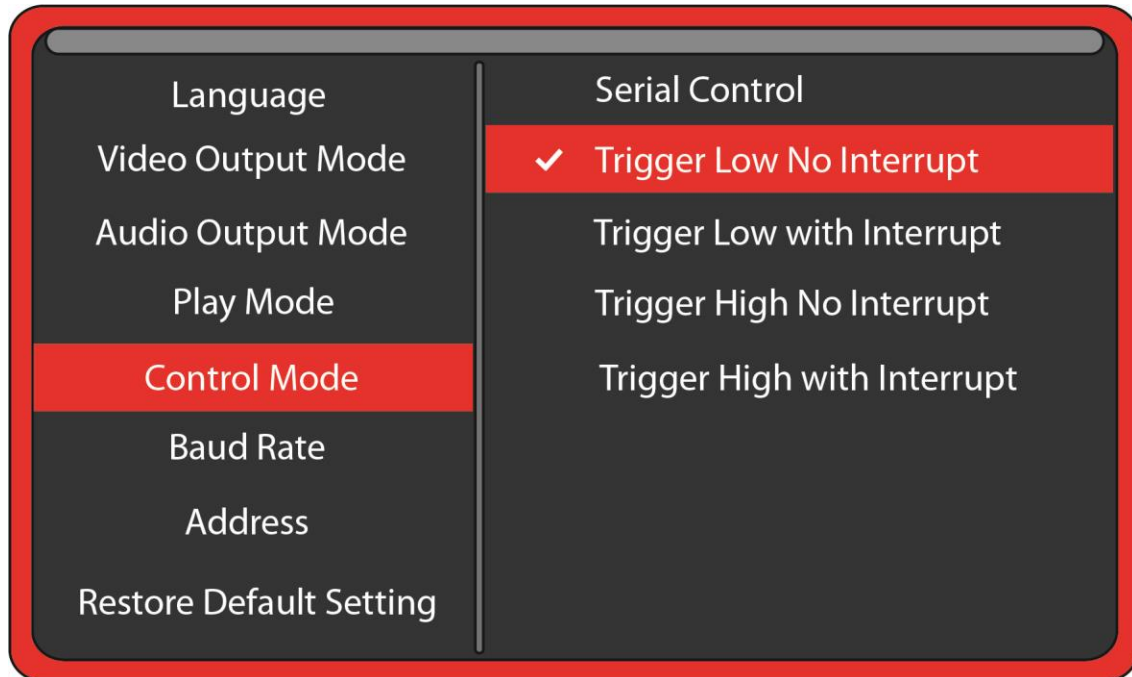 Language
Video Output Mode
Audio Output Mode
Play Mode
Control Mode
Baud Rate
Address
Restore Default Setting
Serial Control
Trigger Low No Interrupt
Trigger Low with Interrupt
Trigger High No Interrupt
Trigger High with Interrupt